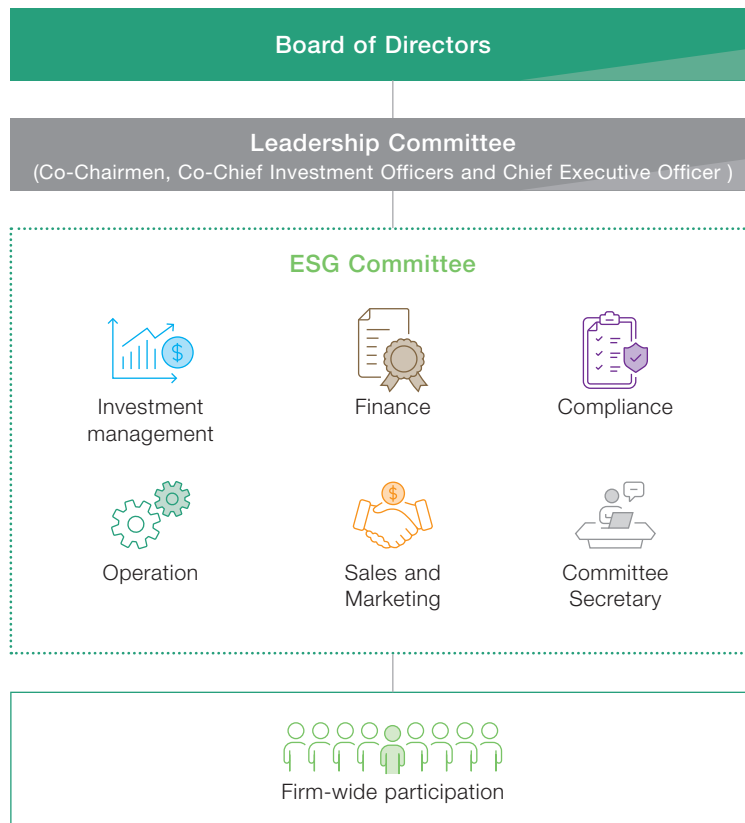 Board of Directors
Leadership Committee
(Co-Chairmen, Co-Chief Investment Officers and Chief Executive Officer )
ESG Committee
$
Investment
management
Finance
Compliance
$
Operation
Sales and
Marketing
Committee
Secretary
Firm-wide participation